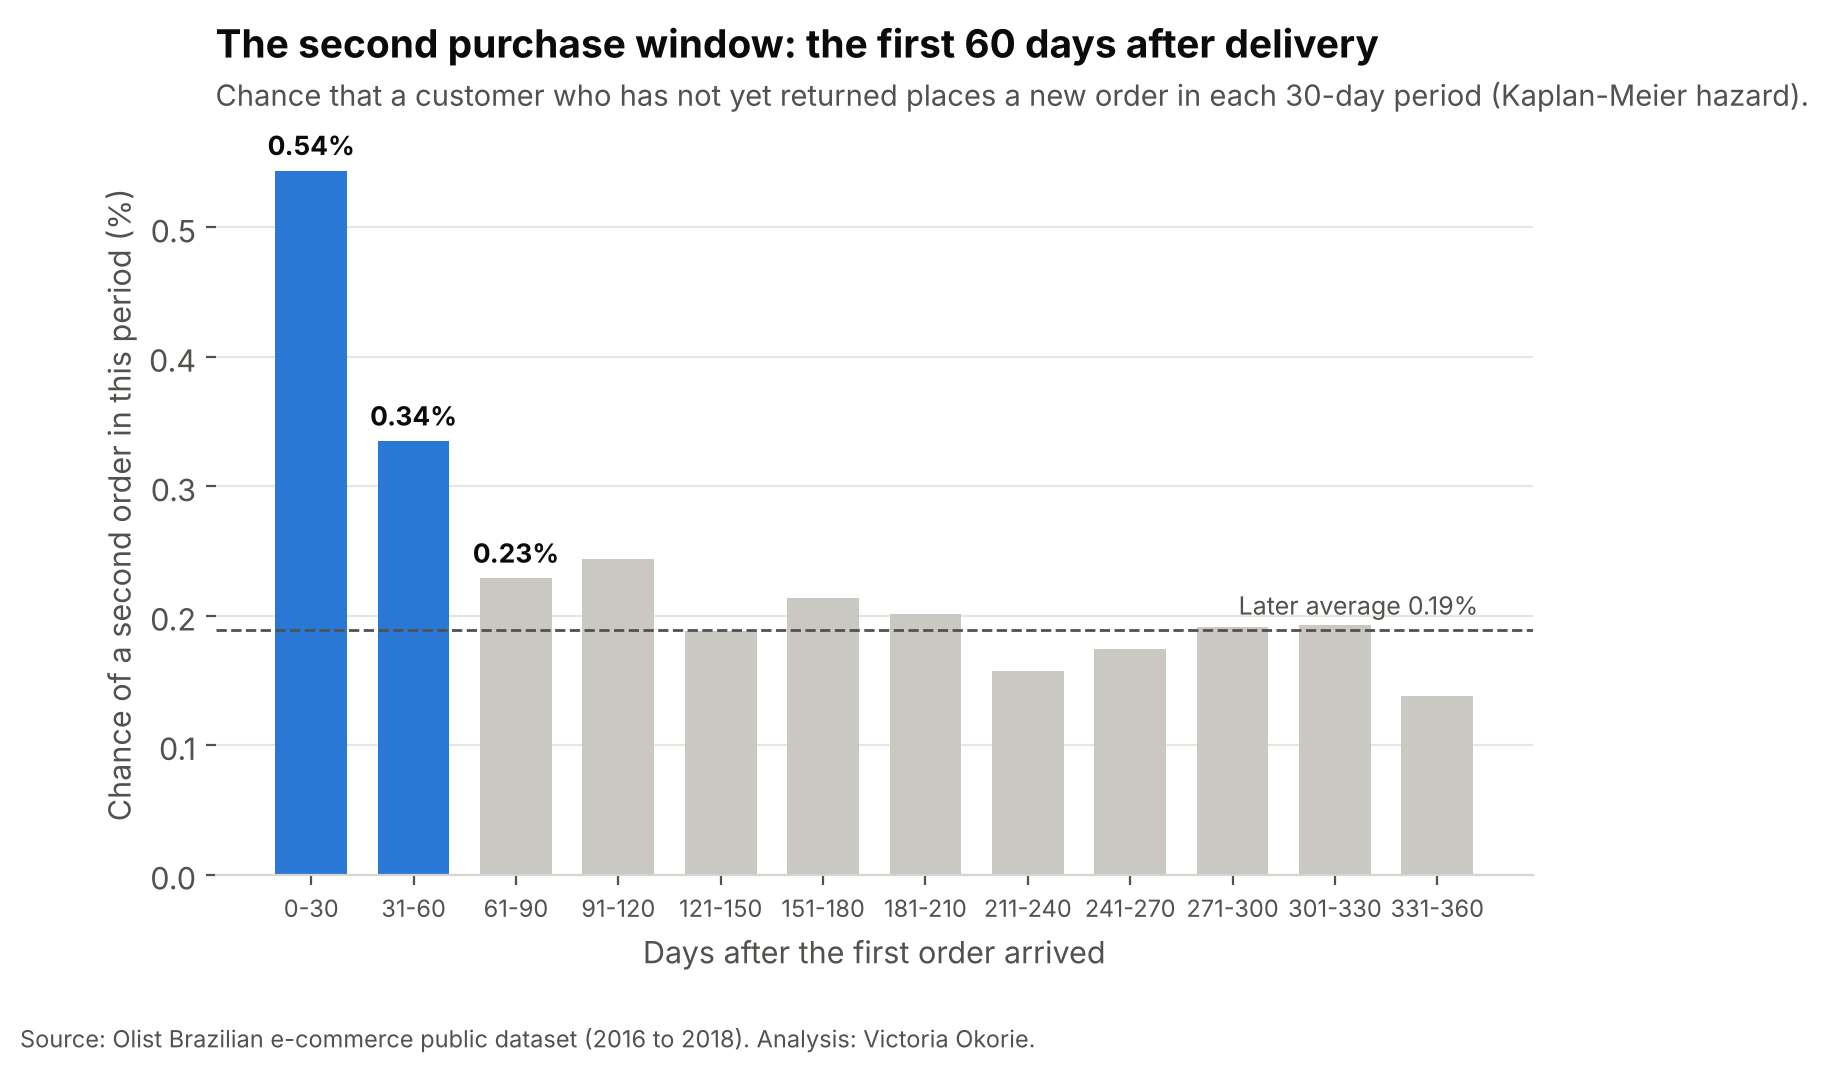 The second purchase window: the first 60 days after delivery
Chance that a customer who has not yet returned places a new order in each 30-day period (Kaplan-Meier hazard).
0.54%
0.34%
0.23%
Later average 0.19%
Chance of a second order in this period (%)
0.5
0.4
0.3
0.2
0.1
0.0
0-30 31-60 61-90 91-120 121-150 151-180 181-210 211-240 241-270 271-300 301-330 331-360
Days after the first order arrived
Source: Olist Brazilian e-commerce public dataset (2016 to 2018). Analysis: Victoria Okorie.